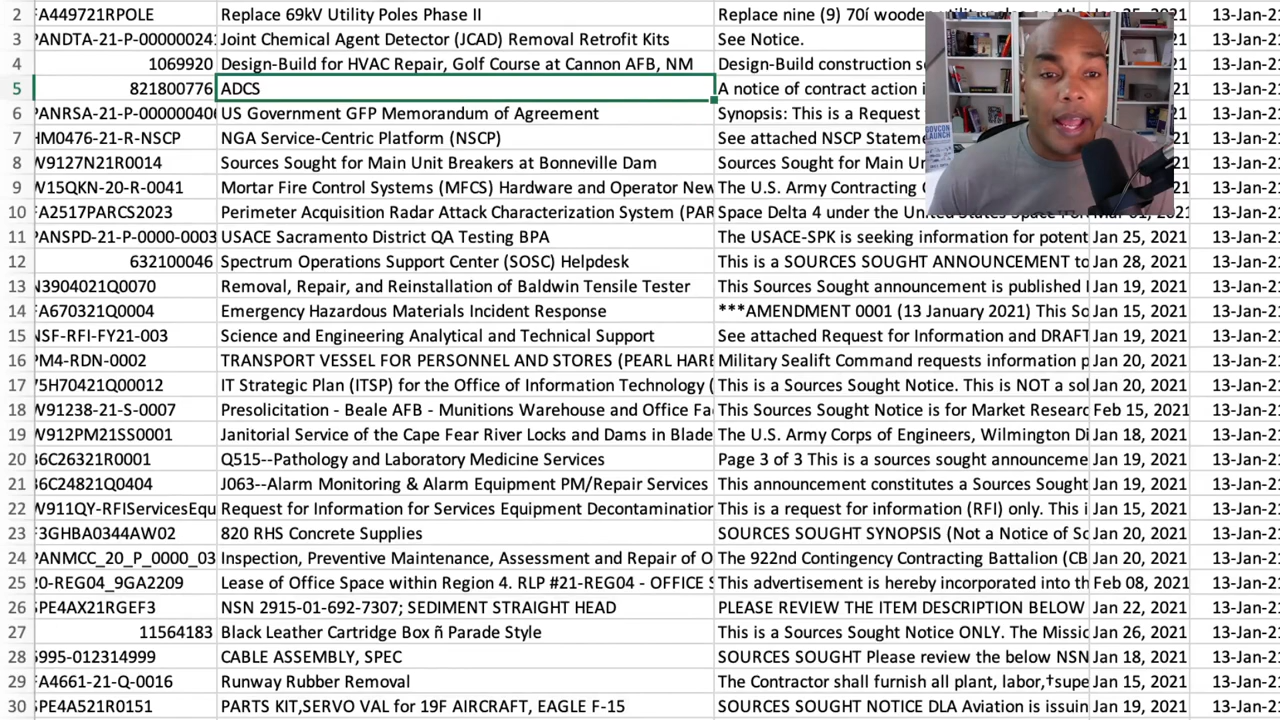 2 FA449721RPOLE Replace 69kV Utility Poles Phase II Replace nine (9) 70í wooden 2021 13-Jan-21
3 PANDTA-21-P-000000024 Joint Chemical Agent Detector (JCAD) Removal Retrofit Kits See Notice. 21 13-Jan-21
4 1069920 Design-Build for HVAC Repair, Golf Course at Cannon AFB, NM Design-Build construction 21 13-Jan-21
5 821800776 ADCS A notice of contract action 21 13-Jan-21
6 PANRSA-21-P-00000040 US Government GFP Memorandum of Agreement Synopsis: This is a Request 21 13-Jan-21
7 HM0476-21-R-NSCP NGA Service-Centric Platform (NSCP) See attached NSCP Statem 21 13-Jan-21
8 W9127N21R0014 Sources Sought for Main Unit Breakers at Bonneville Dam Sources Sought for Main Un 21 13-Jan-21
9 W15QKN-20-R-0041 Mortar Fire Control Systems (MFCS) Hardware and Operator New The U.S. Army Contracting 21 13-Jan-21
10 FA2517PARCS2023 Perimeter Acquisition Radar Attack Characterization System (PAR Space Delta 4 under the United States Space 2021 13-Jan-21
11 PANSPD-21-P-0000-0003 USACE Sacramento District QA Testing BPA The USACE-SPK is seeking information for potent Jan 25, 2021 13-Jan-21
12 632100046 Spectrum Operations Support Center (SOSC) Helpdesk This is a SOURCES SOUGHT ANNOUNCEMENT to Jan 28, 2021 13-Jan-21
13 N3904021Q0070 Removal, Repair, and Reinstallation of Baldwin Tensile Tester This Sources Sought announcement is published Jan 19, 2021 13-Jan-21
14 FA670321Q0004 Emergency Hazardous Materials Incident Response ***AMENDMENT 0001 (13 January 2021) This So Jan 15, 2021 13-Jan-21
15 NSF-RFI-FY21-003 Science and Engineering Analytical and Technical Support See attached Request for Information and DRAFT Jan 19, 2021 13-Jan-21
16 PM4-RDN-0002 TRANSPORT VESSEL FOR PERSONNEL AND STORES (PEARL HARB Military Sealift Command requests information p Jan 20, 2021 13-Jan-21
17 75H70421Q00012 IT Strategic Plan (ITSP) for the Office of Information Technology ( This is a Sources Sought Notice. This is NOT a sol Jan 20, 2021 13-Jan-21
18 W91238-21-S-0007 Presolicitation - Beale AFB - Munitions Warehouse and Office Fa This Sources Sought Notice is for Market Researc Feb 15, 2021 13-Jan-21
19 W912PM21SS0001 Janitorial Service of the Cape Fear River Locks and Dams in Blade The U.S. Army Corps of Engineers, Wilmington Di Jan 18, 2021 13-Jan-21
20 36C26321R0001 Q515--Pathology and Laboratory Medicine Services Page 3 of 3 This is a sources sought announceme Jan 19, 2021 13-Jan-21
21 36C24821Q0404 J063--Alarm Monitoring & Alarm Equipment PM/Repair Services This announcement constitutes a Sources Sought Jan 19, 2021 13-Jan-21
22 W911QY-RFIServicesEqu Request for Information for Services Equipment Decontamination This is a request for information (RFI) only. This i Jan 15, 2021 13-Jan-21
23 F3GHBA0344AW02 820 RHS Concrete Supplies SOURCES SOUGHT SYNOPSIS (Not a Notice of So Jan 20, 2021 13-Jan-21
24 PANMCC_20_P_0000_03 Inspection, Preventive Maintenance, Assessment and Repair of O The 922nd Contingency Contracting Battalion (CB Jan 20, 2021 13-Jan-21
25 20-REG04_9GA2209 Lease of Office Space within Region 4. RLP #21-REG04 - OFFICE S This advertisement is hereby incorporated into th Feb 08, 2021 13-Jan-21
26 SPE4AX21RGEF3 NSN 2915-01-692-7307; SEDIMENT STRAIGHT HEAD PLEASE REVIEW THE ITEM DESCRIPTION BELOW Jan 22, 2021 13-Jan-21
27 11564183 Black Leather Cartridge Box ñ Parade Style This is a Sources Sought Notice ONLY. The Missic Jan 26, 2021 13-Jan-21
28 5995-012314999 CABLE ASSEMBLY, SPEC SOURCES SOUGHT Please review the below NSN Jan 18, 2021 13-Jan-21
29 FA4661-21-Q-0016 Runway Rubber Removal The Contractor shall furnish all plant, labor,†supe Jan 15, 2021 13-Jan-21
30 SPE4A521R0151 PARTS KIT,SERVO VAL for 19F AIRCRAFT, EAGLE F-15 SOURCES SOUGHT NOTICE DLA Aviation is issuin Jan 19, 2021 13-Jan-21
GOVCON
LAUNCH